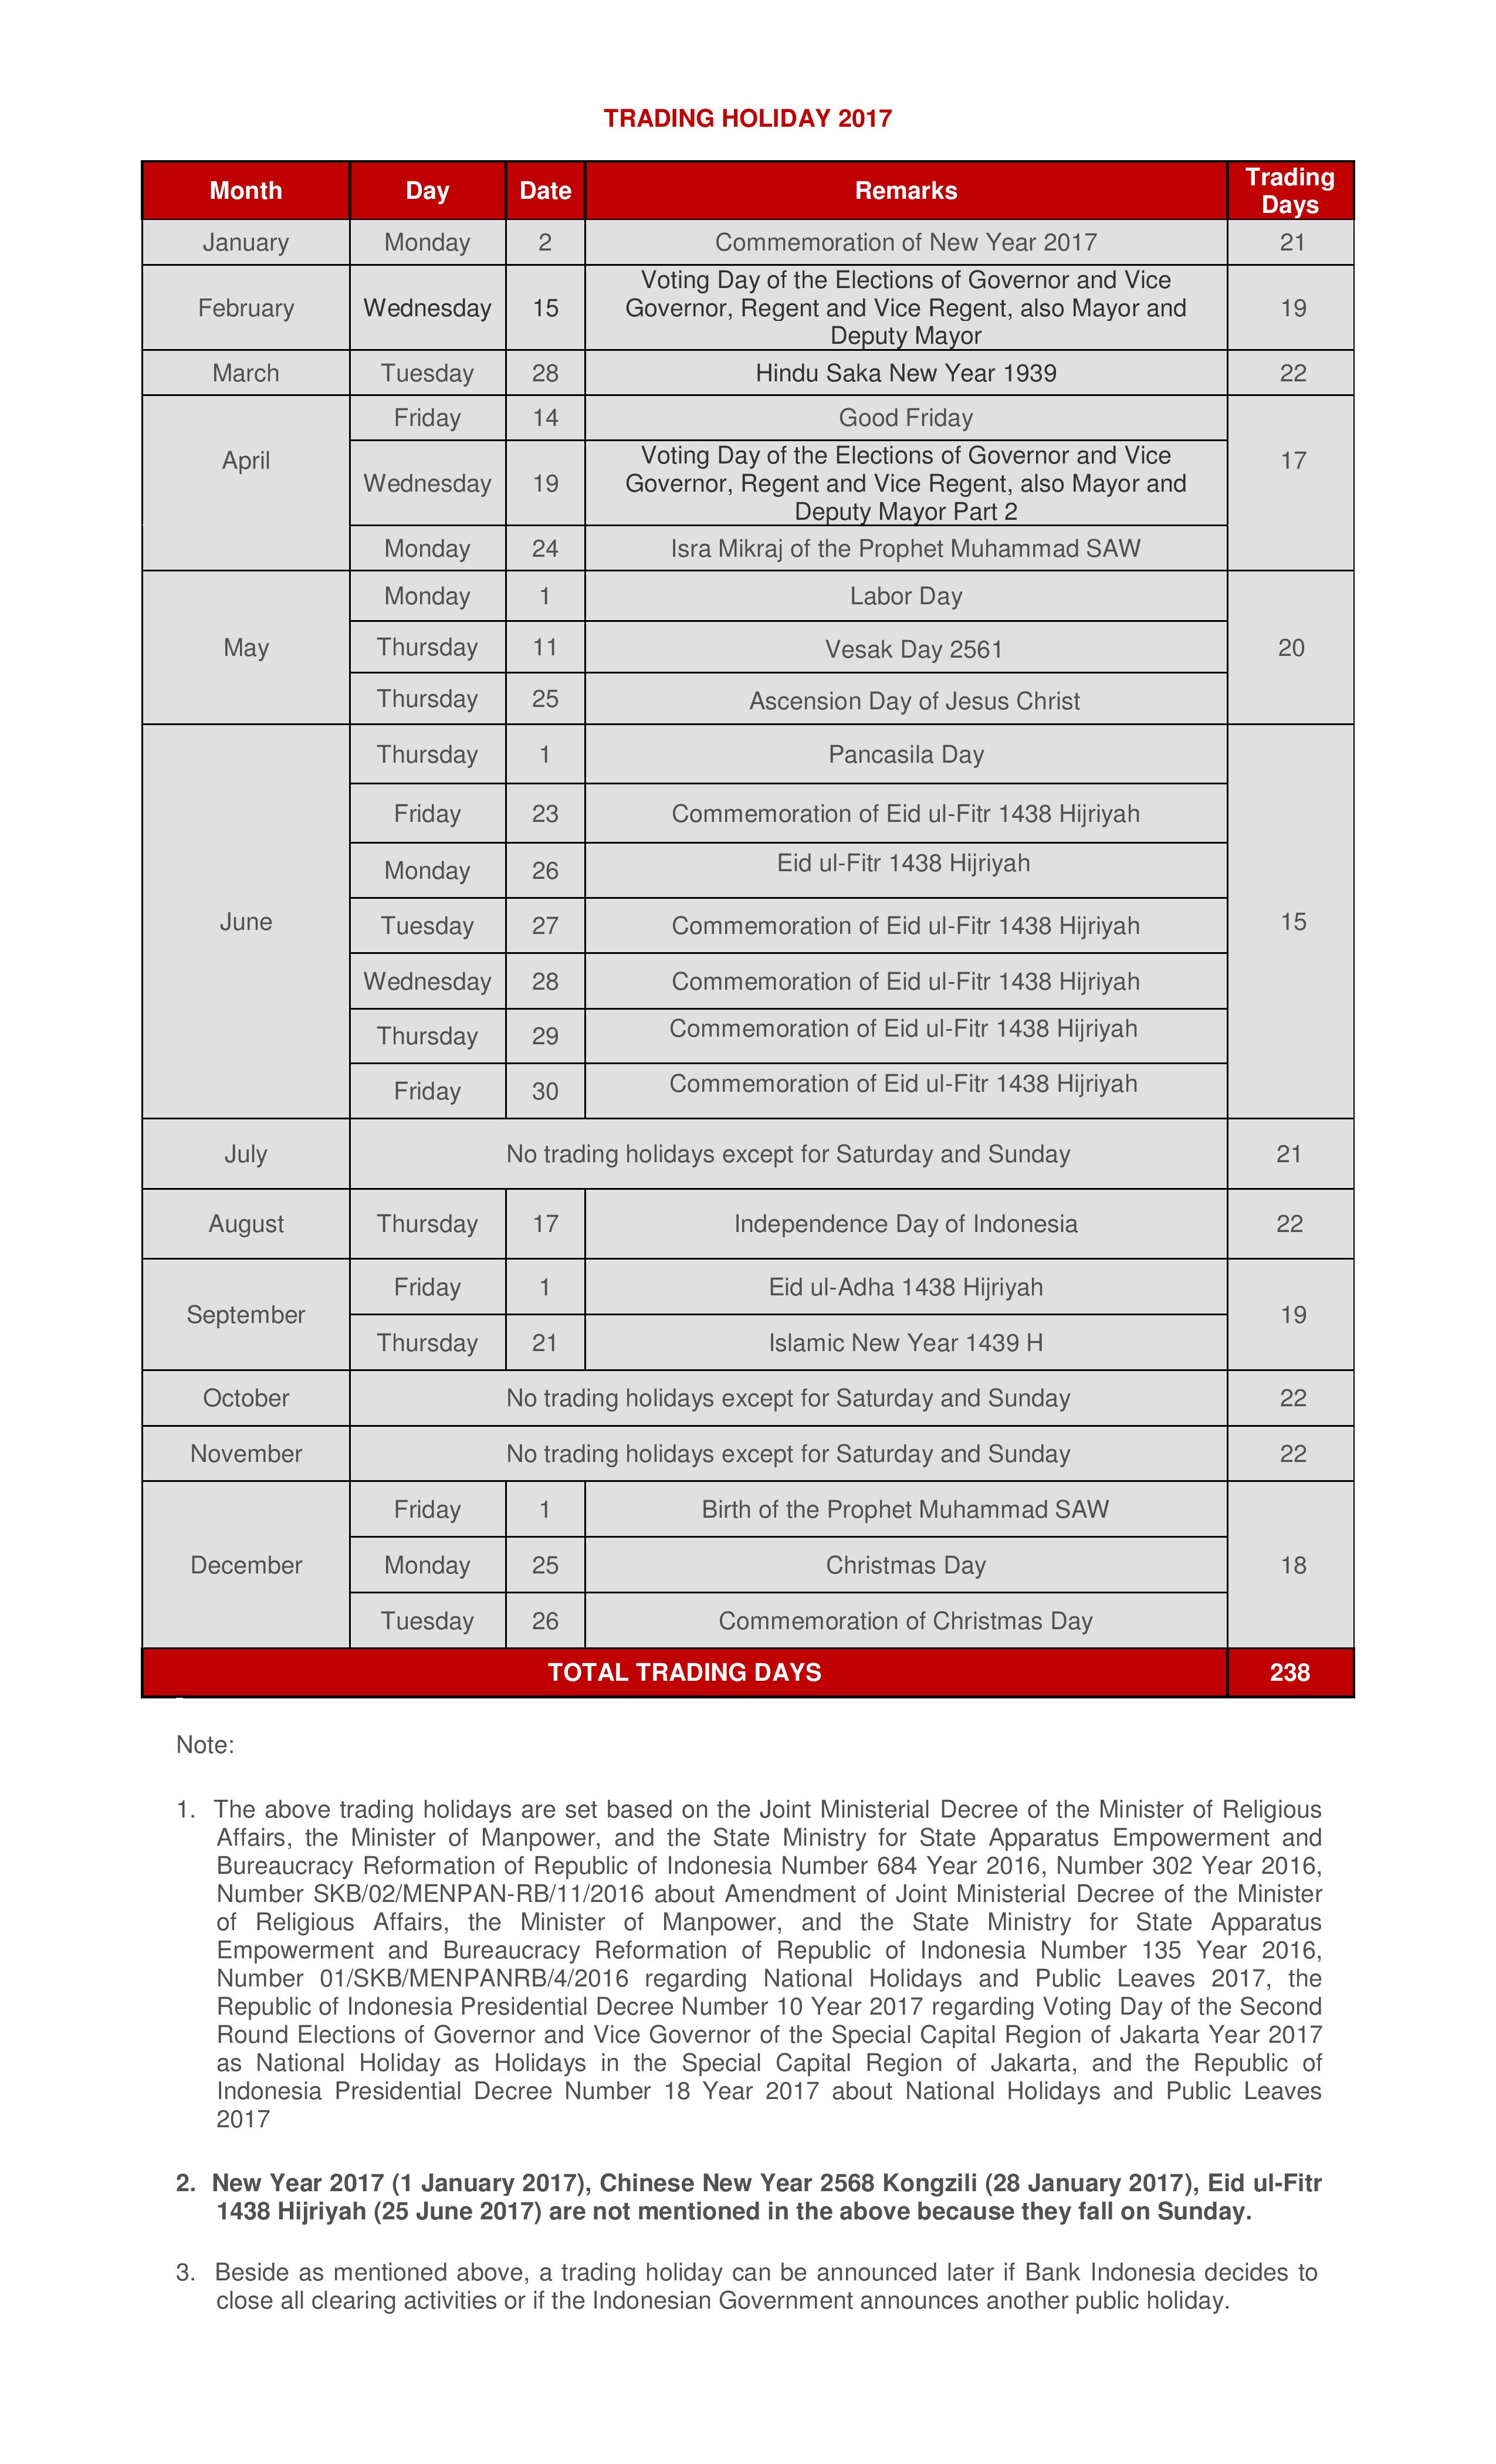 TRADING HOLIDAY 2017
Month Day Date Remarks Trading Days
January Monday 2 Commemoration of New Year 2017 21
February Wednesday 15 Voting Day of the Elections of Governor and Vice
Governor, Regent and Vice Regent, also Mayor and
Deputy Mayor 19
March Tuesday 28 Hindu Saka New Year 1939 22
April Friday 14 Good Friday 17
Wednesday 19 Voting Day of the Elections of Governor and Vice
Governor, Regent and Vice Regent, also Mayor and
Deputy Mayor Part 2
Monday 24 Isra Mikraj of the Prophet Muhammad SAW
May Monday 1 Labor Day 20
Thursday 11 Vesak Day 2561
Thursday 25 Ascension Day of Jesus Christ
June Thursday 1 Pancasila Day 15
Friday 23 Commemoration of Eid ul-Fitr 1438 Hijriyah
Monday 26 Eid ul-Fitr 1438 Hijriyah
Tuesday 27 Commemoration of Eid ul-Fitr 1438 Hijriyah
Wednesday 28 Commemoration of Eid ul-Fitr 1438 Hijriyah
Thursday 29 Commemoration of Eid ul-Fitr 1438 Hijriyah
Friday 30 Commemoration of Eid ul-Fitr 1438 Hijriyah
July No trading holidays except for Saturday and Sunday 21
August Thursday 17 Independence Day of Indonesia 22
September Friday 1 Eid ul-Adha 1438 Hijriyah 19
Thursday 21 Islamic New Year 1439 H
October No trading holidays except for Saturday and Sunday 22
November No trading holidays except for Saturday and Sunday 22
December Friday 1 Birth of the Prophet Muhammad SAW 18
Monday 25 Christmas Day
Tuesday 26 Commemoration of Christmas Day
TOTAL TRADING DAYS 238
Note:
1. The above trading holidays are set based on the Joint Ministerial Decree of the Minister of Religious
Affairs, the Minister of Manpower, and the State Ministry for State Apparatus Empowerment and
Bureaucracy Reformation of Republic of Indonesia Number 684 Year 2016, Number 302 Year 2016,
Number SKB/02/MENPAN-RB/11/2016 about Amendment of Joint Ministerial Decree of the Minister
of Religious Affairs, the Minister of Manpower, and the State Ministry for State Apparatus
Empowerment and Bureaucracy Reformation of Republic of Indonesia Number 135 Year 2016,
Number 01/SKB/MENPANRB/4/2016 regarding National Holidays and Public Leaves 2017, the
Republic of Indonesia Presidential Decree Number 10 Year 2017 regarding Voting Day of the Second
Round Elections of Governor and Vice Governor of the Special Capital Region of Jakarta Year 2017
as National Holiday as Holidays in the Special Capital Region of Jakarta, and the Republic of
Indonesia Presidential Decree Number 18 Year 2017 about National Holidays and Public Leaves
2017
2. New Year 2017 (1 January 2017), Chinese New Year 2568 Kongzili (28 January 2017), Eid ul-Fitr
1438 Hijriyah (25 June 2017) are not mentioned in the above because they fall on Sunday.
3. Beside as mentioned above, a trading holiday can be announced later if Bank Indonesia decides to
close all clearing activities or if the Indonesian Government announces another public holiday.